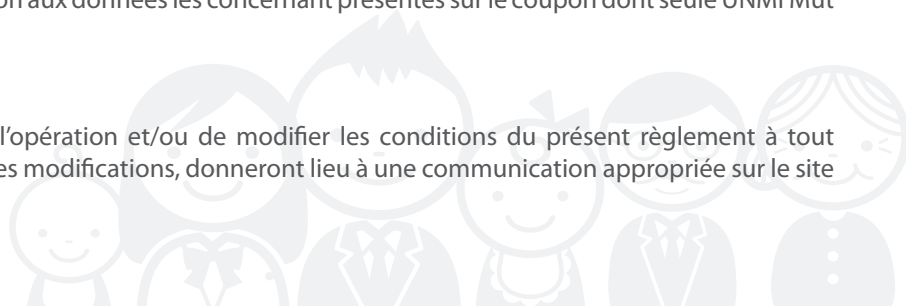 on aux données les concernant présentes sur le coupon dont seule UNMI Mut
l’opération et/ou de modifier les conditions du présent règlement à tout
es modifications, donneront lieu à une communication appropriée sur le site